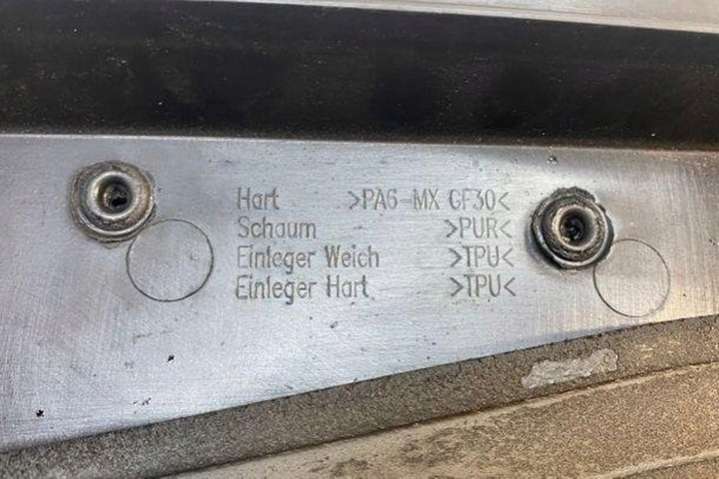 Hart >PA6-MX GF30<
Schaum >PUR<
Einleger Weich >TPU<
Einleger Hart >TPU<